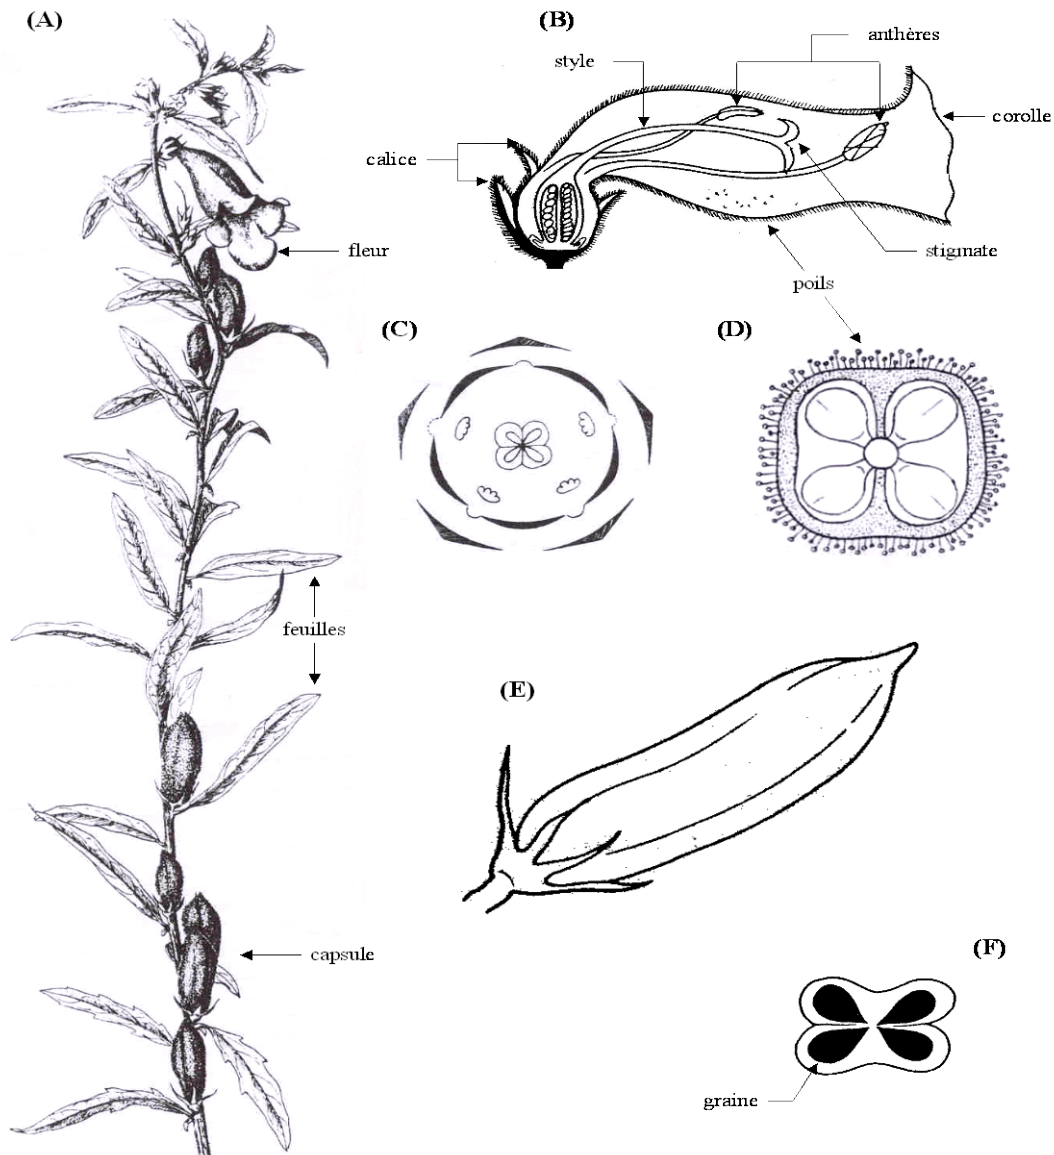 (A)
(B)
anthères
style
corolle
calice
fleur
stigmate
poils
(C)
(D)
feuilles
(E)
capsule
(F)
graine